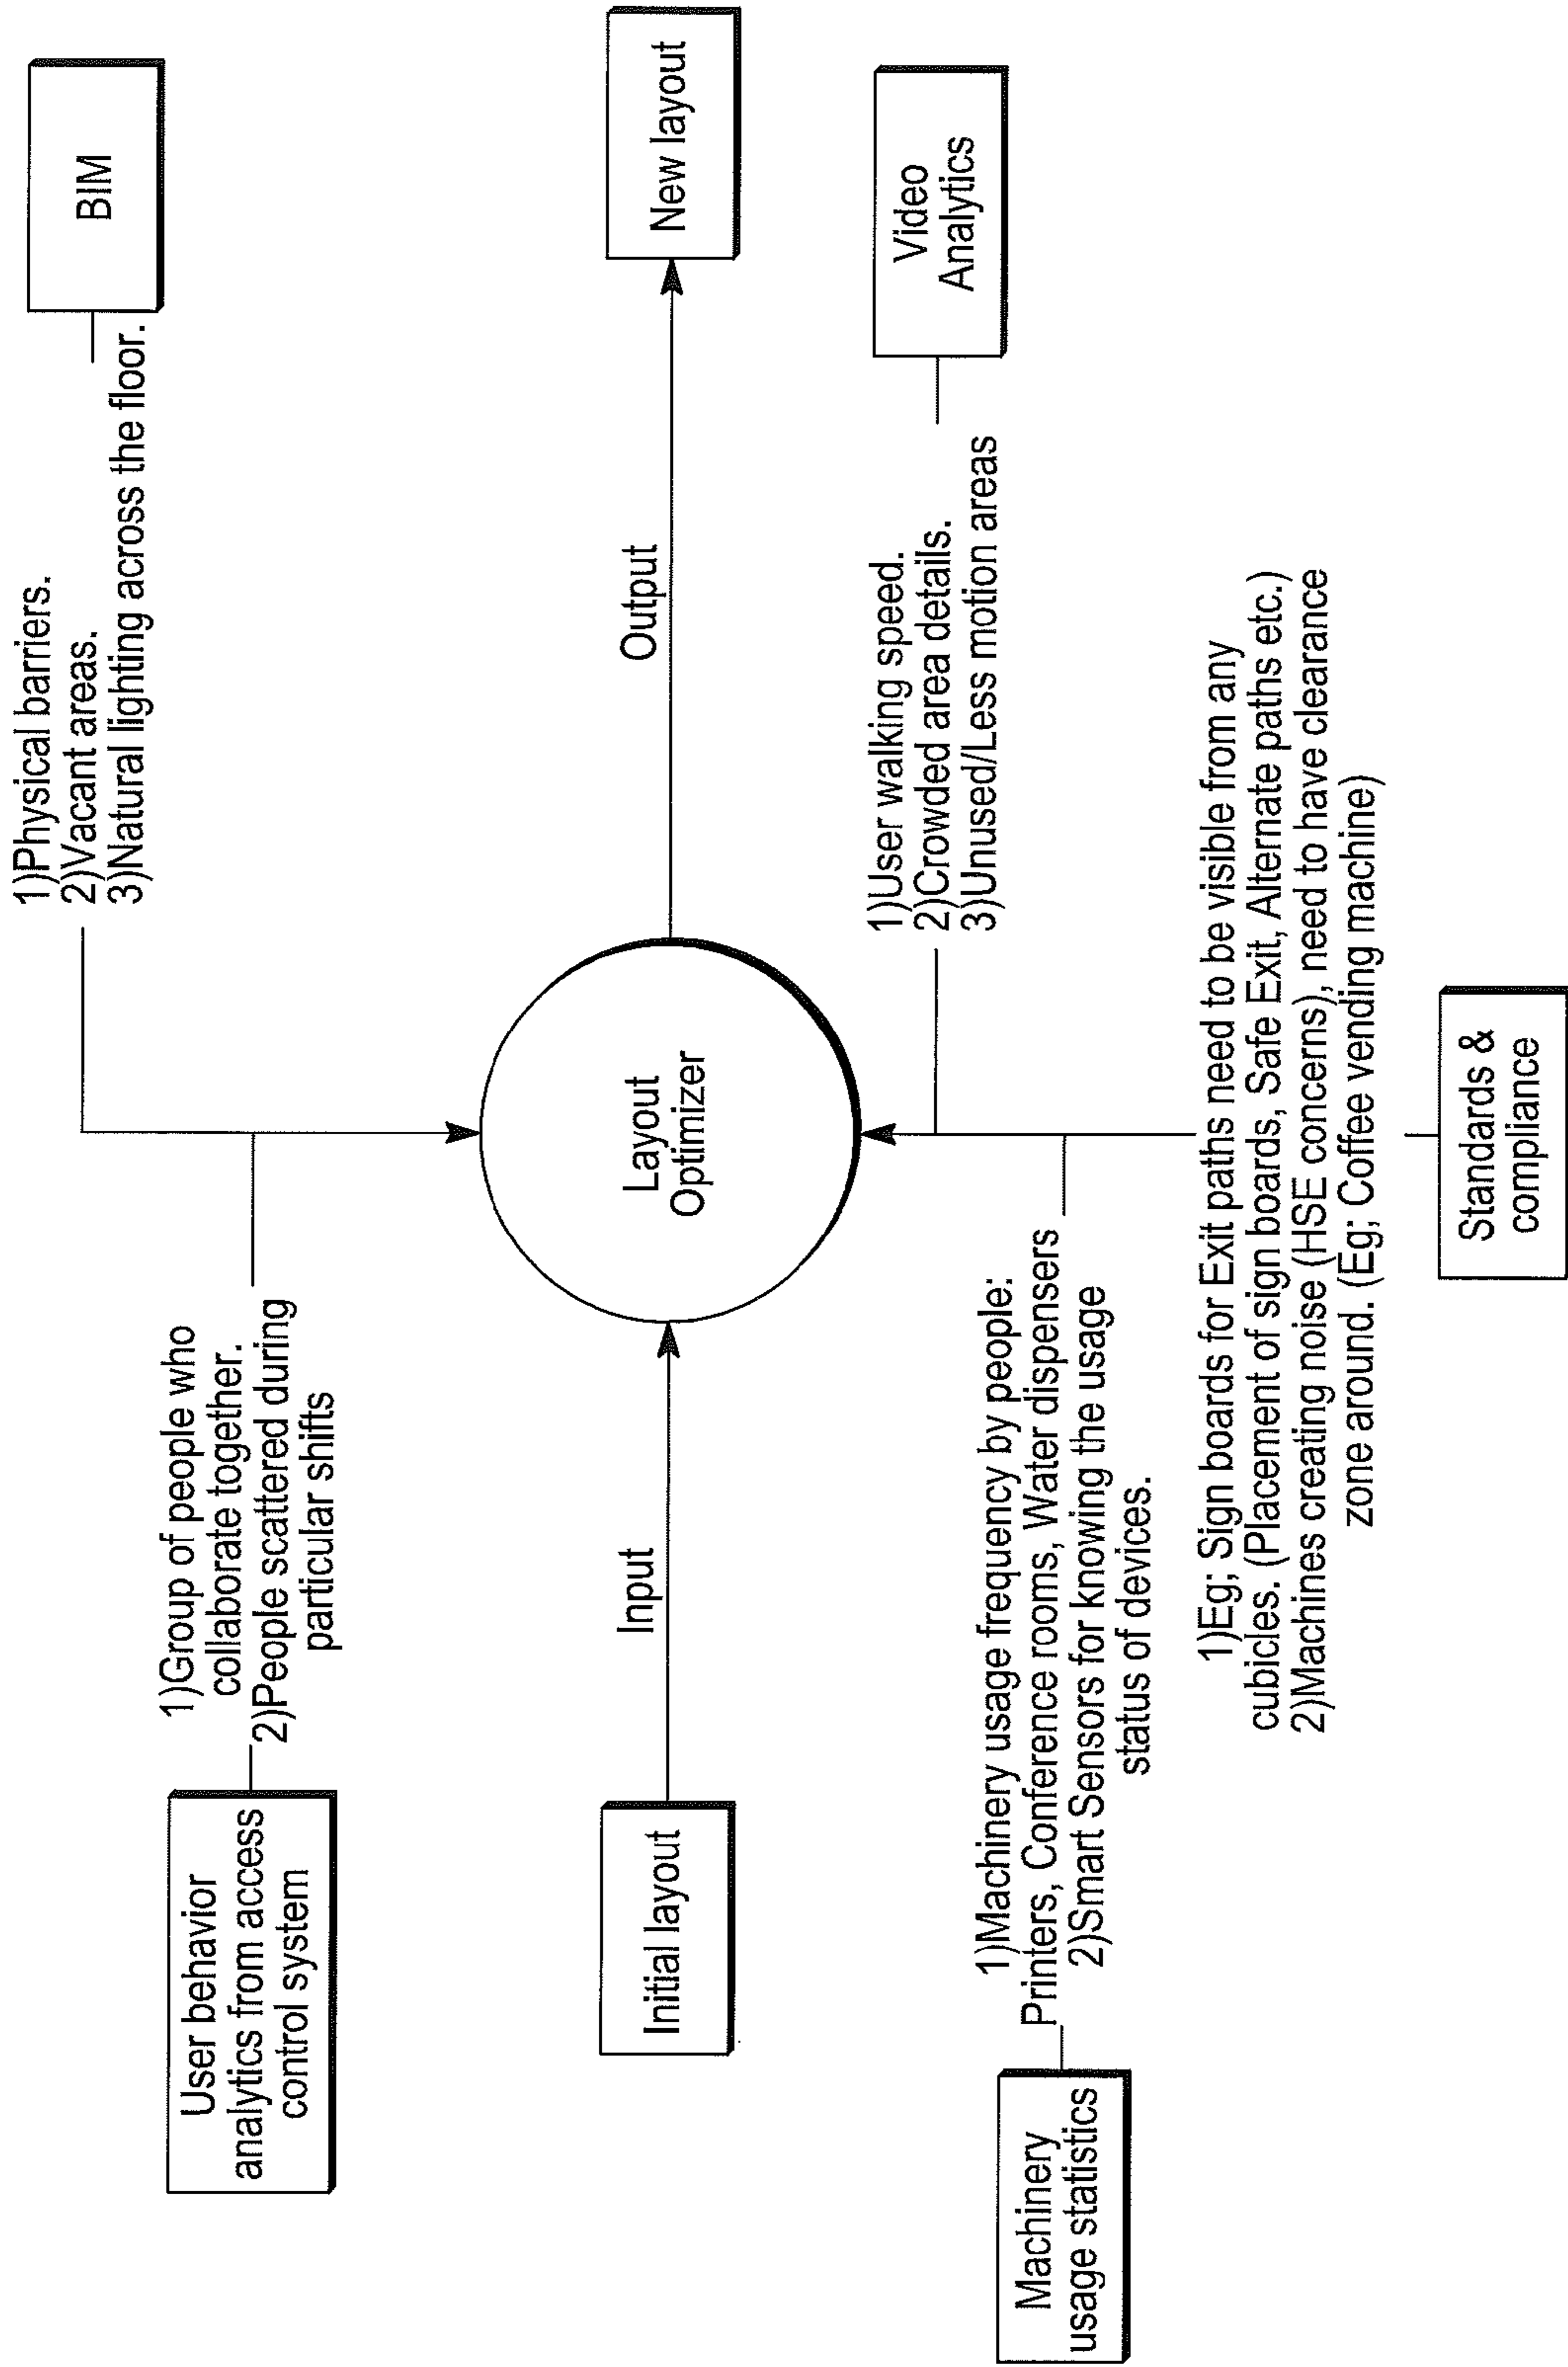 User behavior
analytics from access
control system
1)Group of people who
collaborate together.
2)People scattered during
particular shifts
1)Physical barriers.
2)Vacant areas.
3)Natural lighting across the floor.
BIM
Initial layout
Input
Layout
Optimizer
Output
New layout
Machinery
usage statistics
1)Machinery usage frequency by people:
Printers, Conference rooms, Water dispensers
2)Smart Sensors for knowing the usage
status of devices.
1)User walking speed.
2)Crowded area details.
3)Unused/Less motion areas
Video
Analytics
1)Eg; Sign boards for Exit paths need to be visible from any
cubicles. (Placement of sign boards, Safe Exit, Alternate paths etc.)
2)Machines creating noise (HSE concerns), need to have clearance
zone around. (Eg; Coffee vending machine)
Standards &
compliance